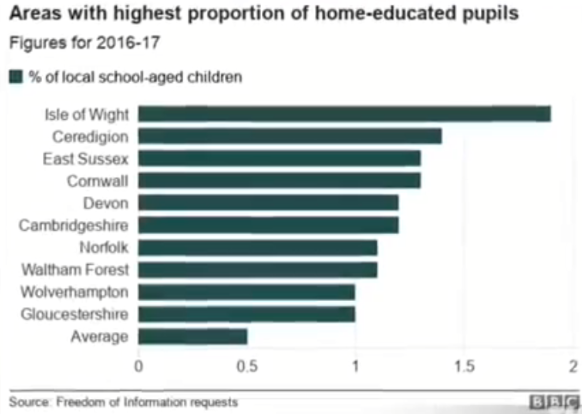 Areas with highest proportion of home-educated pupils
Figures for 2016-17
% of local school-aged children
Isle of Wight
Ceredigion
East Sussex
Cornwall
Devon
Cambridgeshire
Norfolk
Waltham Forest
Wolverhampton
Gloucestershire
Average
0 0.5 1 1.5 2
Source: Freedom of Information requests BBC